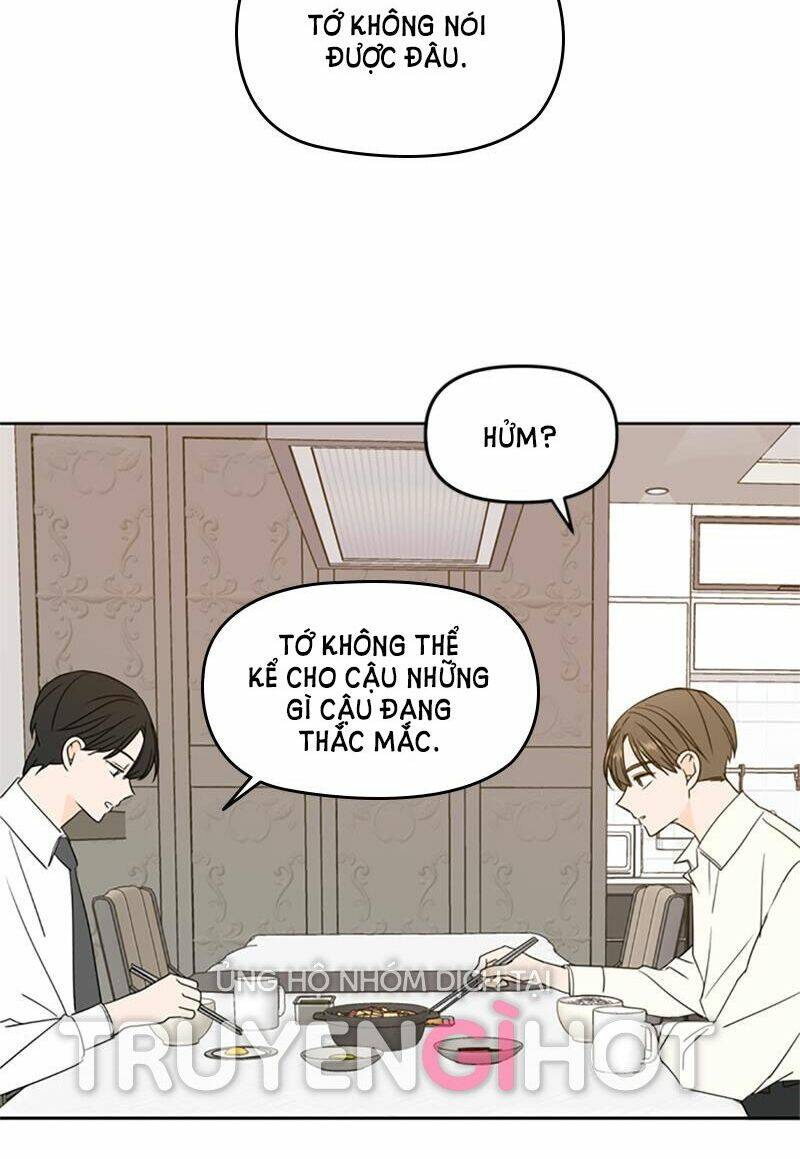 TỚ KHÔNG NÓI
ĐƯỢC ĐÂU.
HỬM?
TỚ KHÔNG THỂ
KỂ CHO CẬU NHỮNG
GÌ CẬU ĐANG
THẮC MẮC.
ỦNG HỘ NHÓM DỊCH TẠI
TRUYENGIHOT